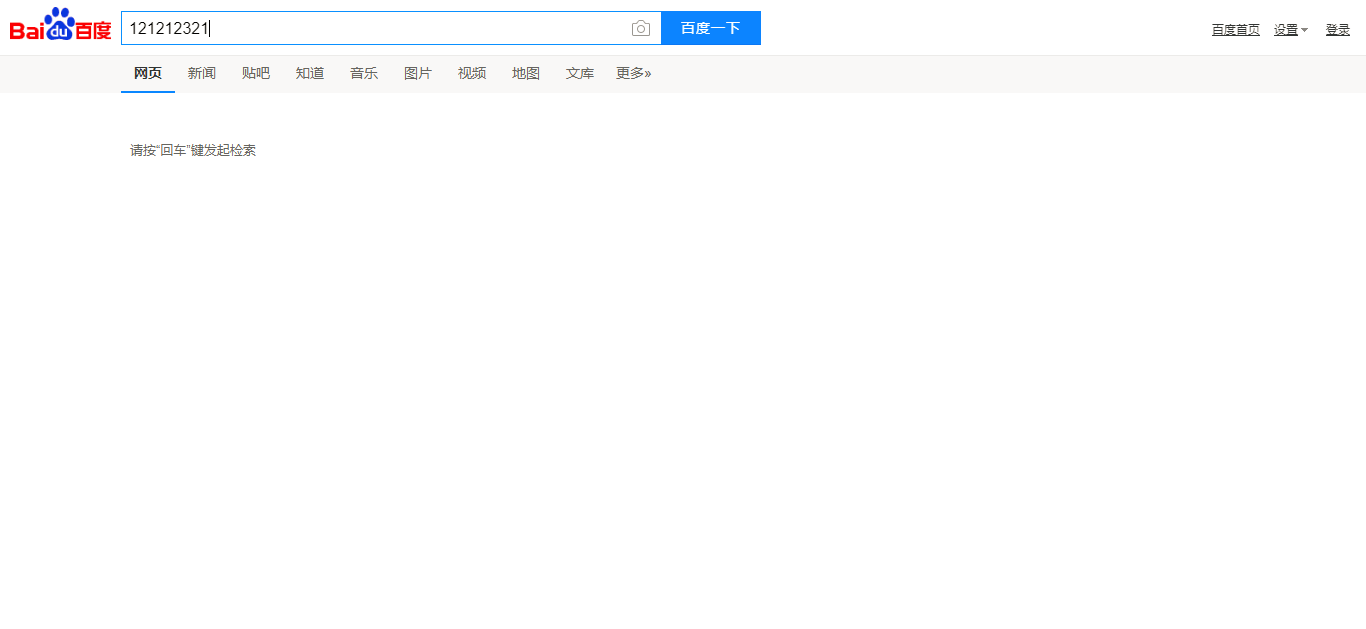 Bai du 百度 121212321 百度一下 百度首页 设置 登录
网页 新闻 贴吧 知道 音乐 图片 视频 地图 文库 更多»
请按“回车”键发起检索